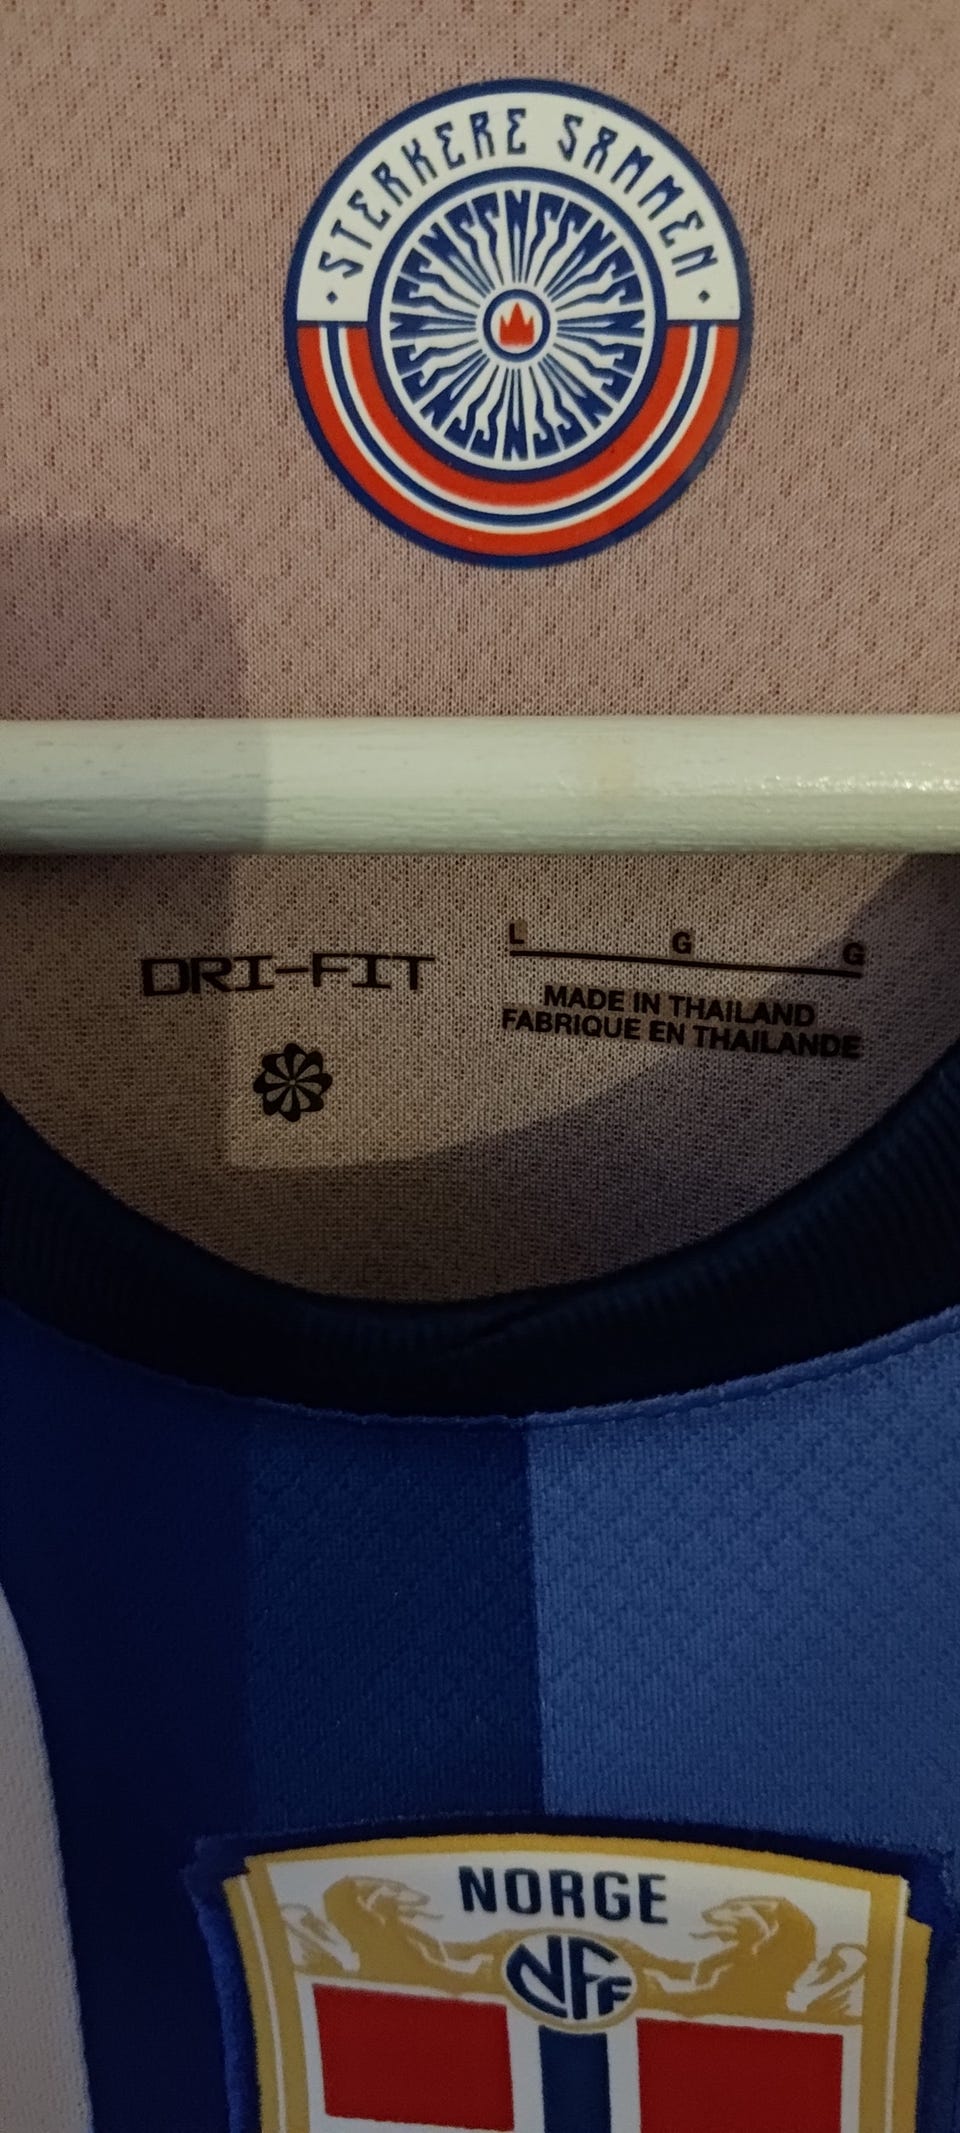 · STERKERE SAMMEN ·
DRI-FIT
L G G
MADE IN THAILAND
FABRIQUE EN THAILANDE
NORGE
NFF